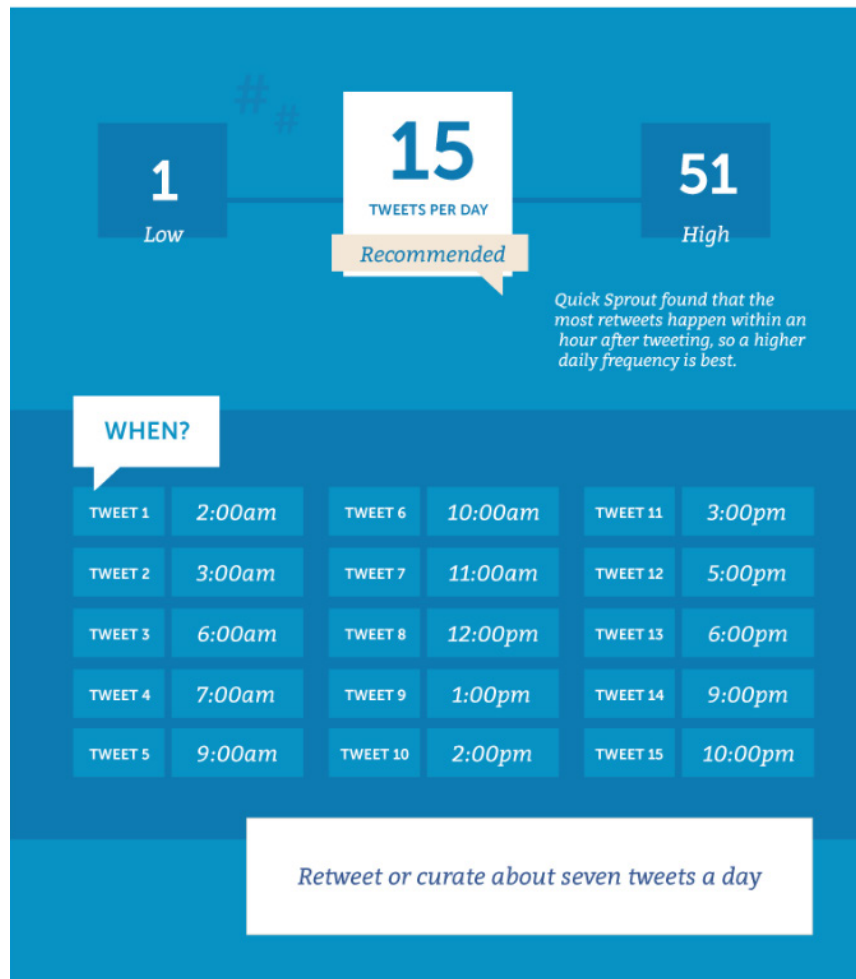 # #
1
Low
15
TWEETS PER DAY
Recommended
51
High
Quick Sprout found that the
most retweets happen within an
hour after tweeting, so a higher
daily frequency is best.
WHEN?
TWEET 1 2:00am
TWEET 2 3:00am
TWEET 3 6:00am
TWEET 4 7:00am
TWEET 5 9:00am
TWEET 6 10:00am
TWEET 7 11:00am
TWEET 8 12:00pm
TWEET 9 1:00pm
TWEET 10 2:00pm
TWEET 11 3:00pm
TWEET 12 5:00pm
TWEET 13 6:00pm
TWEET 14 9:00pm
TWEET 15 10:00pm
Retweet or curate about seven tweets a day